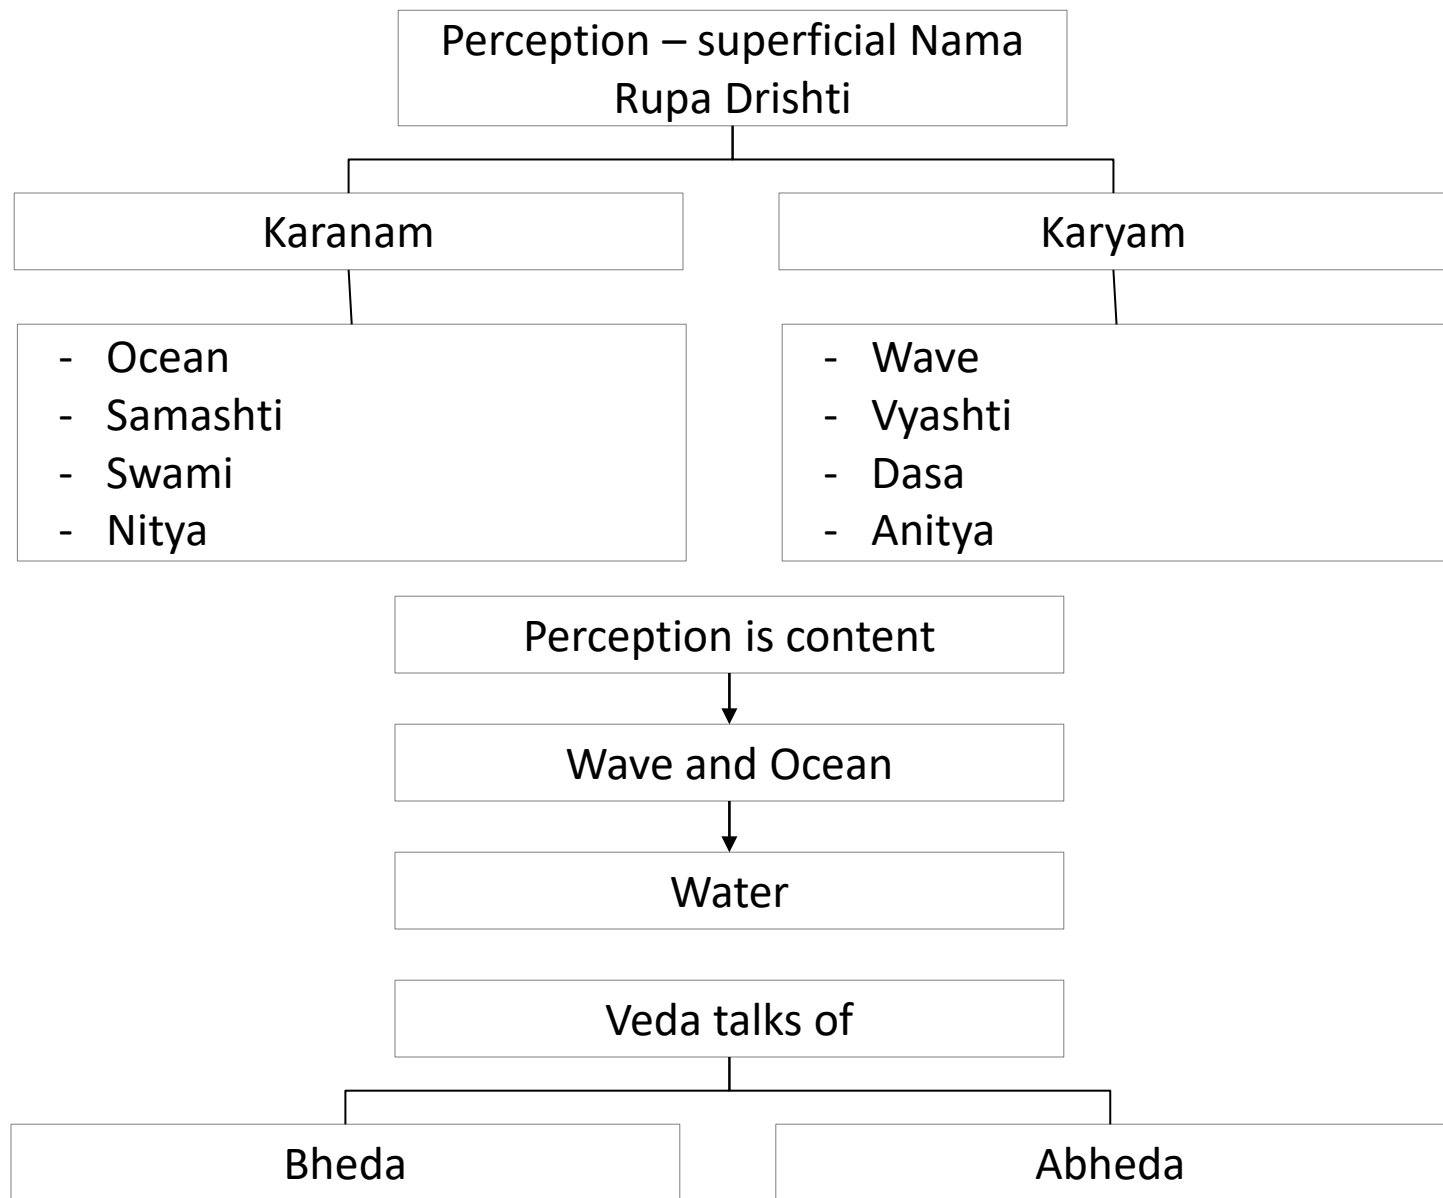 Perception – superficial Nama
Rupa Drishti
Karanam
Karyam
- Ocean
- Samashti
- Swami
- Nitya
- Wave
- Vyashti
- Dasa
- Anitya
Perception is content
Wave and Ocean
Water
Veda talks of
Bheda
Abheda